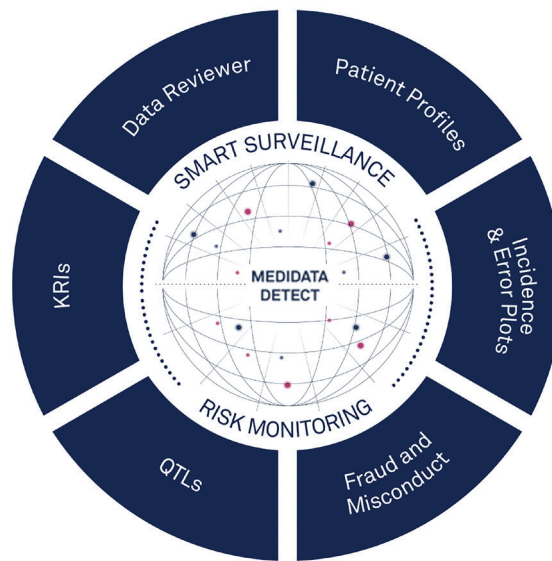 Data Reviewer
Patient Profiles
SMART SURVEILLANCE
KRIs
MEDIDATA
DETECT
Incidence
& Error Plots
RISK MONITORING
QTLs
Fraud and
Misconduct